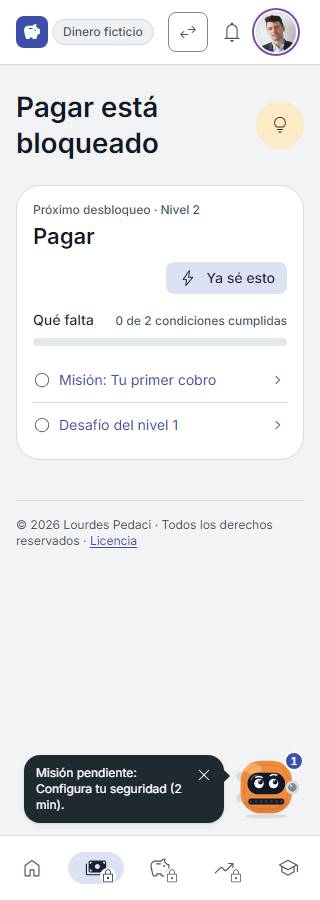 Dinero ficticio
Pagar está
bloqueado
Próximo desbloqueo · Nivel 2
Pagar
Ya sé esto
Qué falta
0 de 2 condiciones cumplidas
Misión: Tu primer cobro
Desafío del nivel 1
© 2026 Lourdes Pedaci · Todos los derechos
reservados · Licencia
Misión pendiente:
Configura tu seguridad (2
min).
1